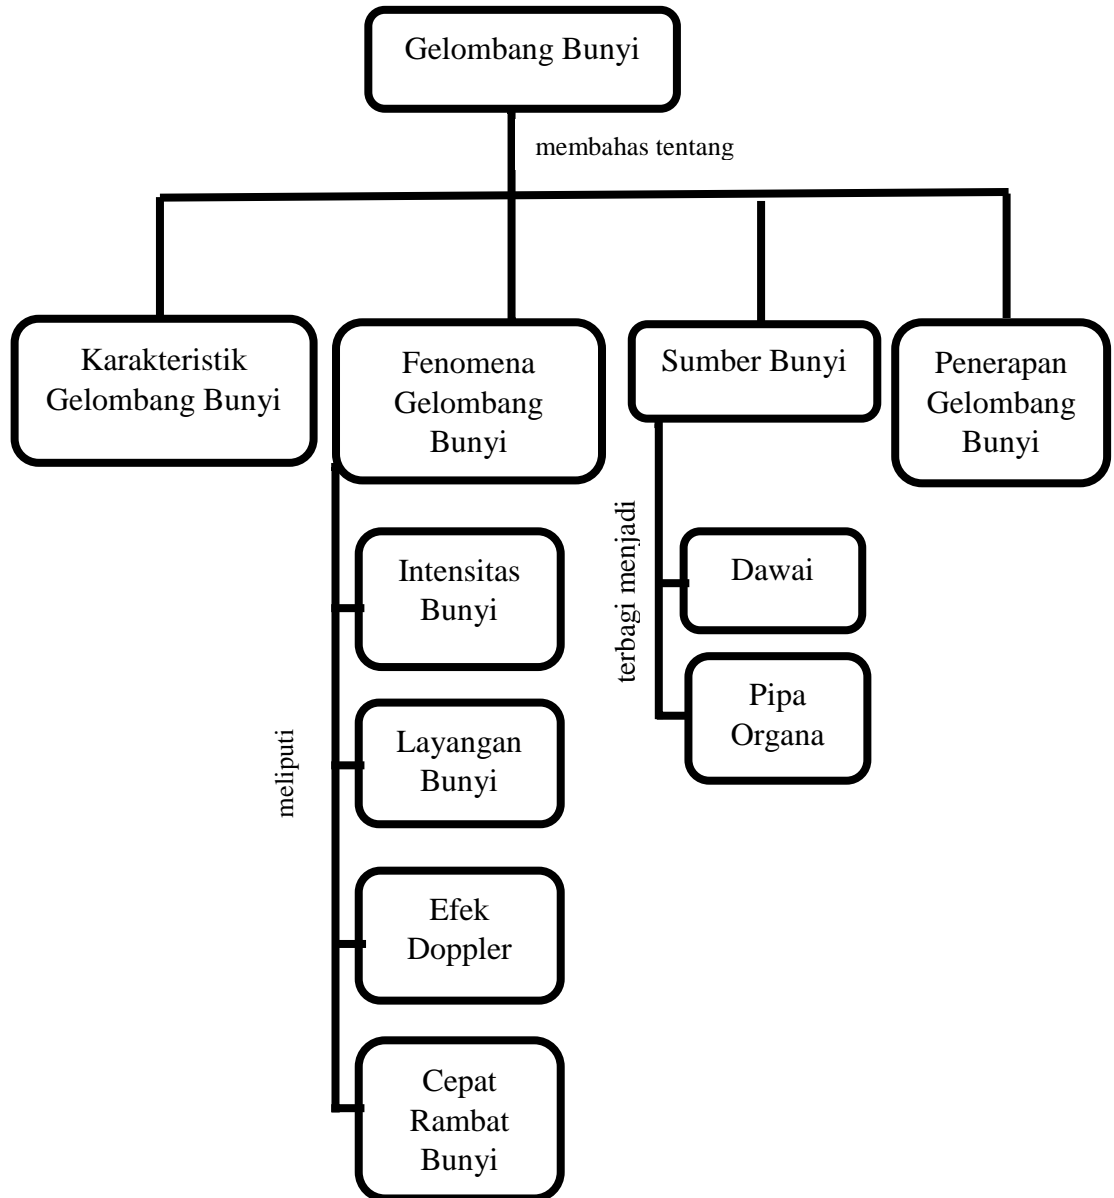 Gelombang Bunyi
membahas tentang
Karakteristik
Gelombang Bunyi
Fenomena
Gelombang
Bunyi
Sumber Bunyi
Penerapan
Gelombang
Bunyi
meliputi
Intensitas
Bunyi
Layangan
Bunyi
Efek
Doppler
Cepat
Rambat
Bunyi
terbagi menjadi
Dawai
Pipa
Organa